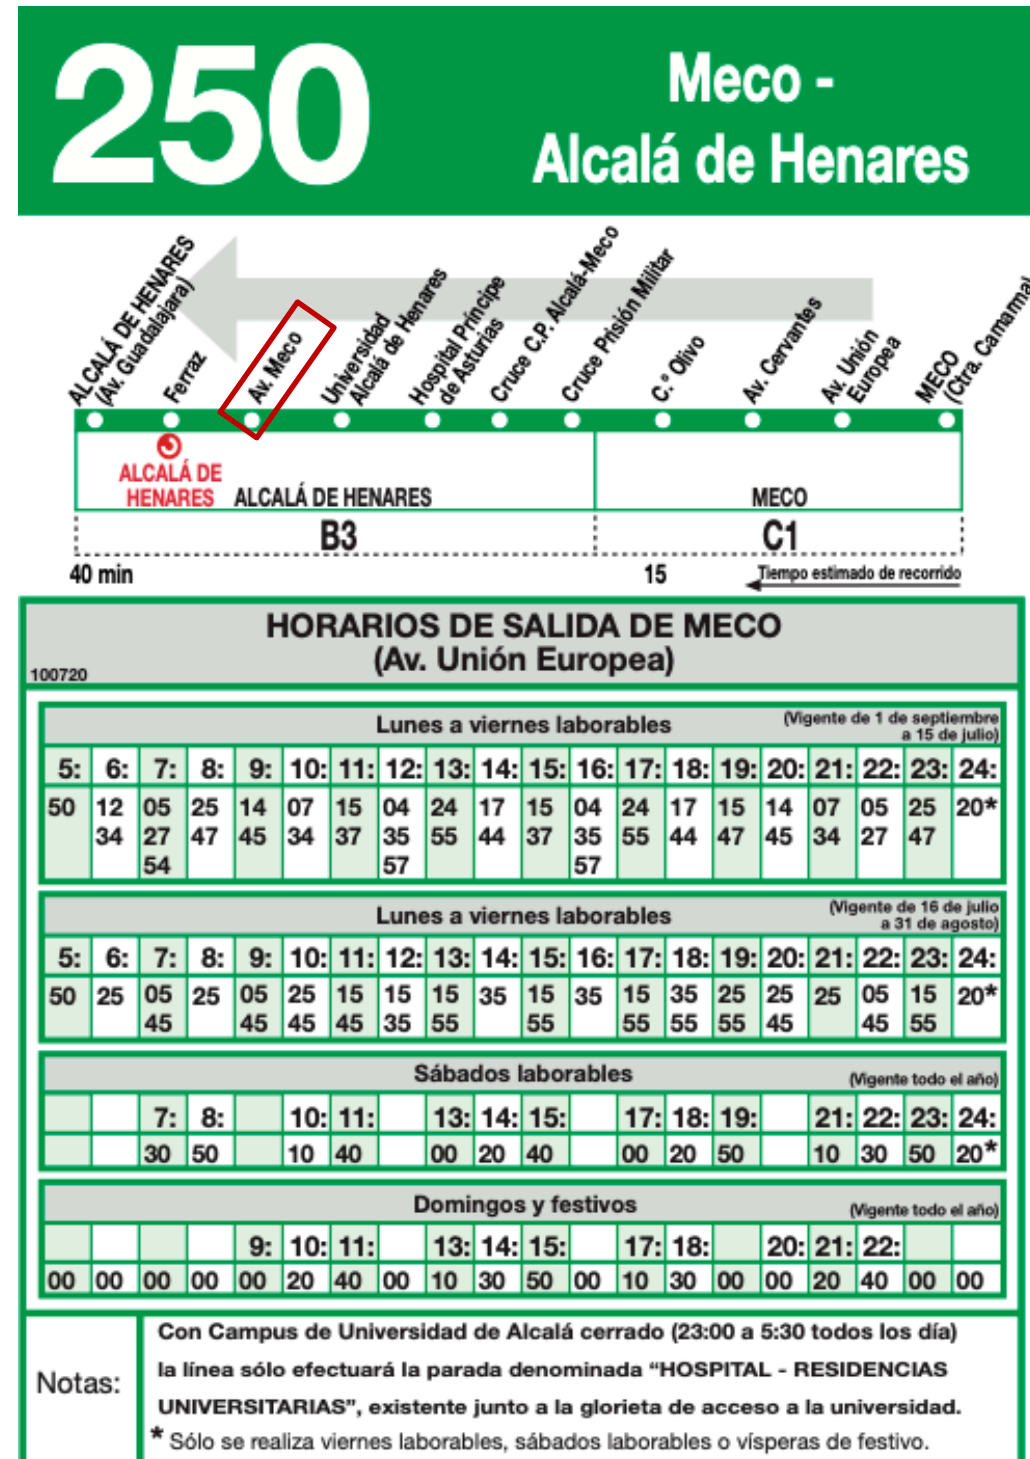 250
Meco -
Alcalá de Henares
ALCALÁ DE HENARES
(Av. Guadalajara)
Ferraz
Av. Meco
Universidad
Alcalá de Henares
Hospital Príncipe
de Asturias
Cruce C.P. Alcalá-Meco
Cruce Prisión Militar
C.º Olivo
Av. Cervantes
Av. Unión
Europea
MECO
(Ctra. Camarma)
ALCALÁ DE
HENARES
ALCALÁ DE HENARES
MECO
B3
C1
40 min
15
Tiempo estimado de recorrido
HORARIOS DE SALIDA DE MECO
(Av. Unión Europea)
100720
Lunes a viernes laborables
(Vigente de 1 de septiembre
a 15 de julio)
5: 6: 7: 8: 9: 10: 11: 12: 13: 14: 15: 16: 17: 18: 19: 20: 21: 22: 23: 24:
50 12 05 25 14 07 15 04 24 17 15 04 24 17 15 14 07 05 25 20*
34 27 47 45 34 37 35 55 44 37 35 55 44 47 45 34 27 47
54 57 57
Lunes a viernes laborables
(Vigente de 16 de julio
a 31 de agosto)
5: 6: 7: 8: 9: 10: 11: 12: 13: 14: 15: 16: 17: 18: 19: 20: 21: 22: 23: 24:
50 25 05 25 05 25 15 15 15 35 15 35 15 35 25 25 25 05 15 20*
45 45 45 45 35 55 55 55 55 55 45 45 55
Sábados laborables
(Vigente todo el año)
7: 8: 10: 11: 13: 14: 15: 17: 18: 19: 21: 22: 23: 24:
30 50 10 40 00 20 40 00 20 50 10 30 50 20*
Domingos y festivos
(Vigente todo el año)
9: 10: 11: 13: 14: 15: 17: 18: 20: 21: 22:
00 00 00 00 00 20 40 00 10 30 50 00 10 30 00 00 20 40 00 00
Notas:
Con Campus de Universidad de Alcalá cerrado (23:00 a 5:30 todos los día)
la línea sólo efectuará la parada denominada “HOSPITAL - RESIDENCIAS
UNIVERSITARIAS”, existente junto a la glorieta de acceso a la universidad.
* Sólo se realiza viernes laborables, sábados laborables o vísperas de festivo.